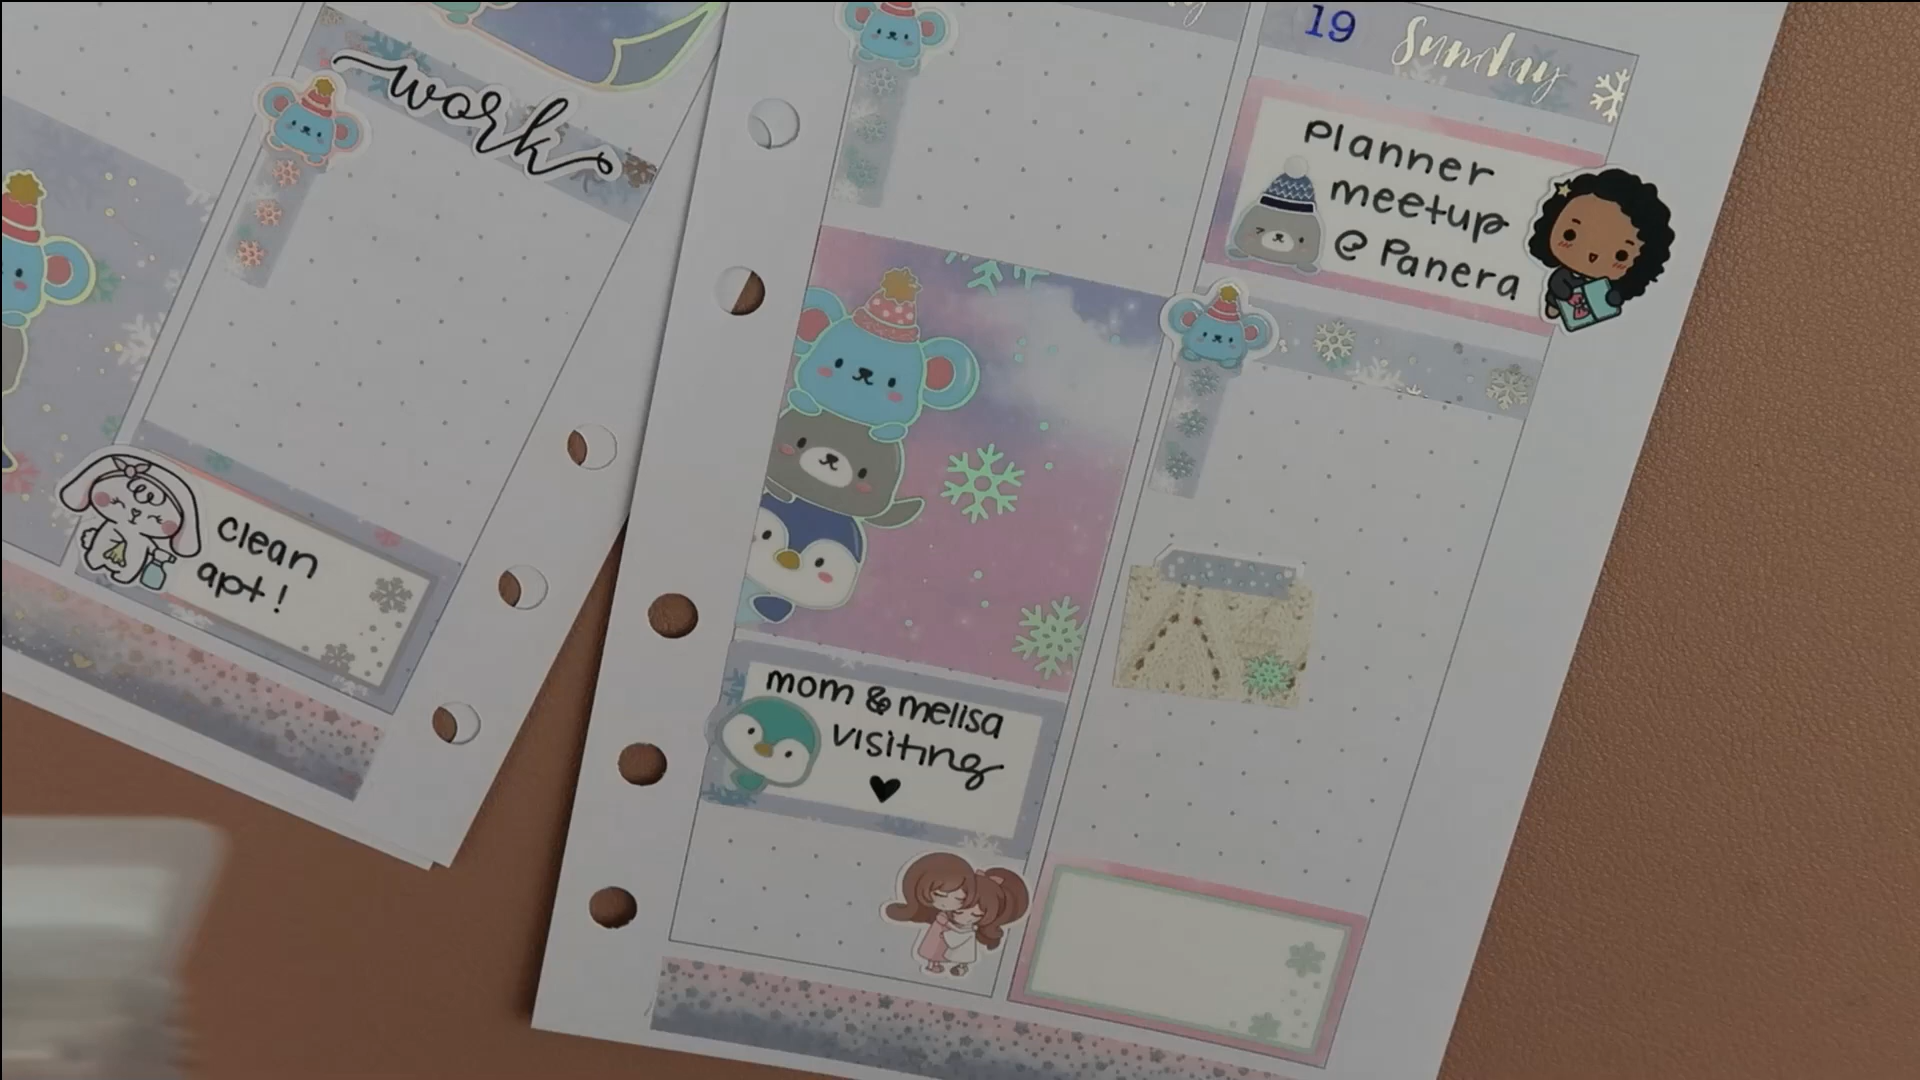 work
clean
apt!
mom & melisa
visiting
19
Sunday
Planner
meetup
@ Panera